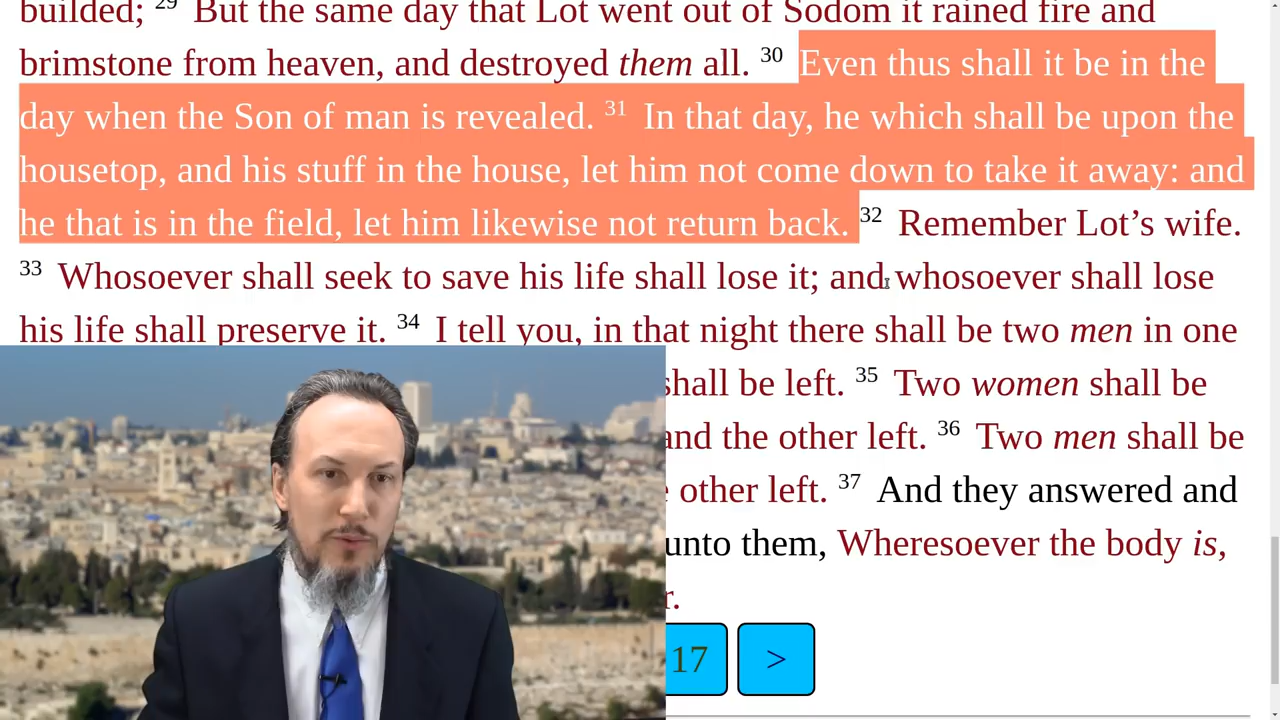 builded; 29 But the same day that Lot went out of Sodom it rained fire and
brimstone from heaven, and destroyed them all. 30 Even thus shall it be in the
day when the Son of man is revealed. 31 In that day, he which shall be upon the
housetop, and his stuff in the house, let him not come down to take it away: and
he that is in the field, let him likewise not return back. 32 Remember Lot’s wife.
33 Whosoever shall seek to save his life shall lose it; and whosoever shall lose
his life shall preserve it. 34 I tell you, in that night there shall be two men in one
shall be left. 35 Two women shall be
and the other left. 36 Two men shall be
other left. 37 And they answered and
unto them, Wheresoever the body is,
r.
17 >